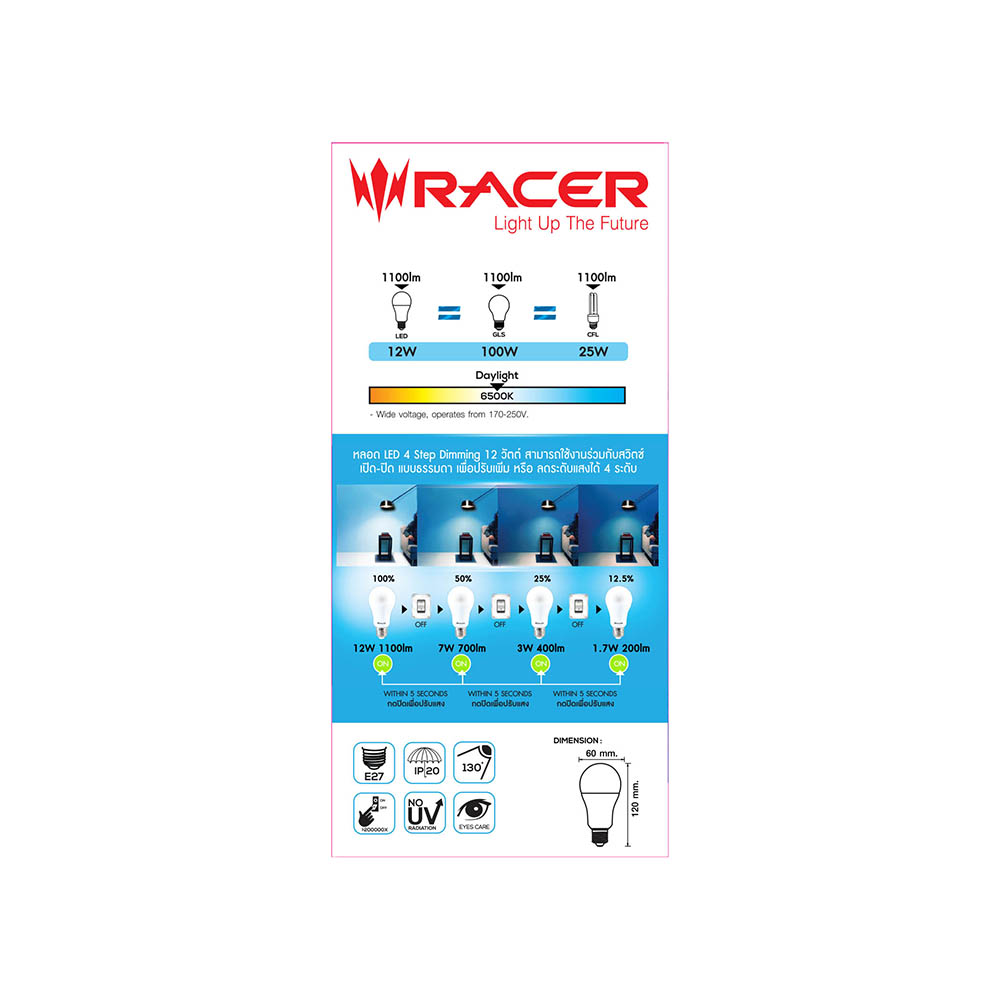 RACER
Light Up The Future
1100lm 1100lm 1100lm
LED GLS CFL
12W 100W 25W
Daylight
6500K
- Wide voltage, operates from 170-250V.
หลอด LED 4 Step Dimming 12 วัตต์ สามารถใช้งานร่วมกับสวิตซ์
เปิด-ปิด แบบธรรมดา เพื่อปรับเพิ่ม หรือ ลดระดับแสงได้ 4 ระดับ
100% 50% 25% 12.5%
OFF OFF OFF
12W 1100lm 7W 700lm 3W 400lm 1.7W 200lm
ON ON ON ON
WITHIN 5 SECONDS WITHIN 5 SECONDS WITHIN 5 SECONDS
กดปิดเพื่อปรับแสง กดปิดเพื่อปรับแสง กดปิดเพื่อปรับแสง
E27
IP 20
130°
ON
OFF
>200000X
NO
UV
RADIATION
EYES CARE
DIMENSION :
60 mm.
120 mm.